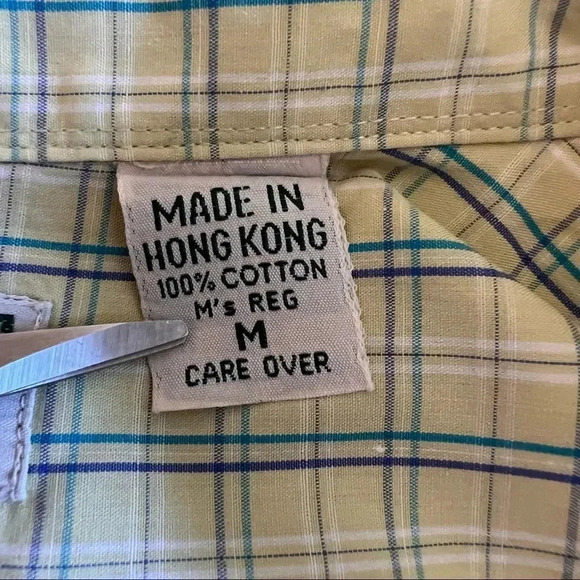 MADE IN
HONG KONG
100% COTTON
M's REG
M
CARE OVER